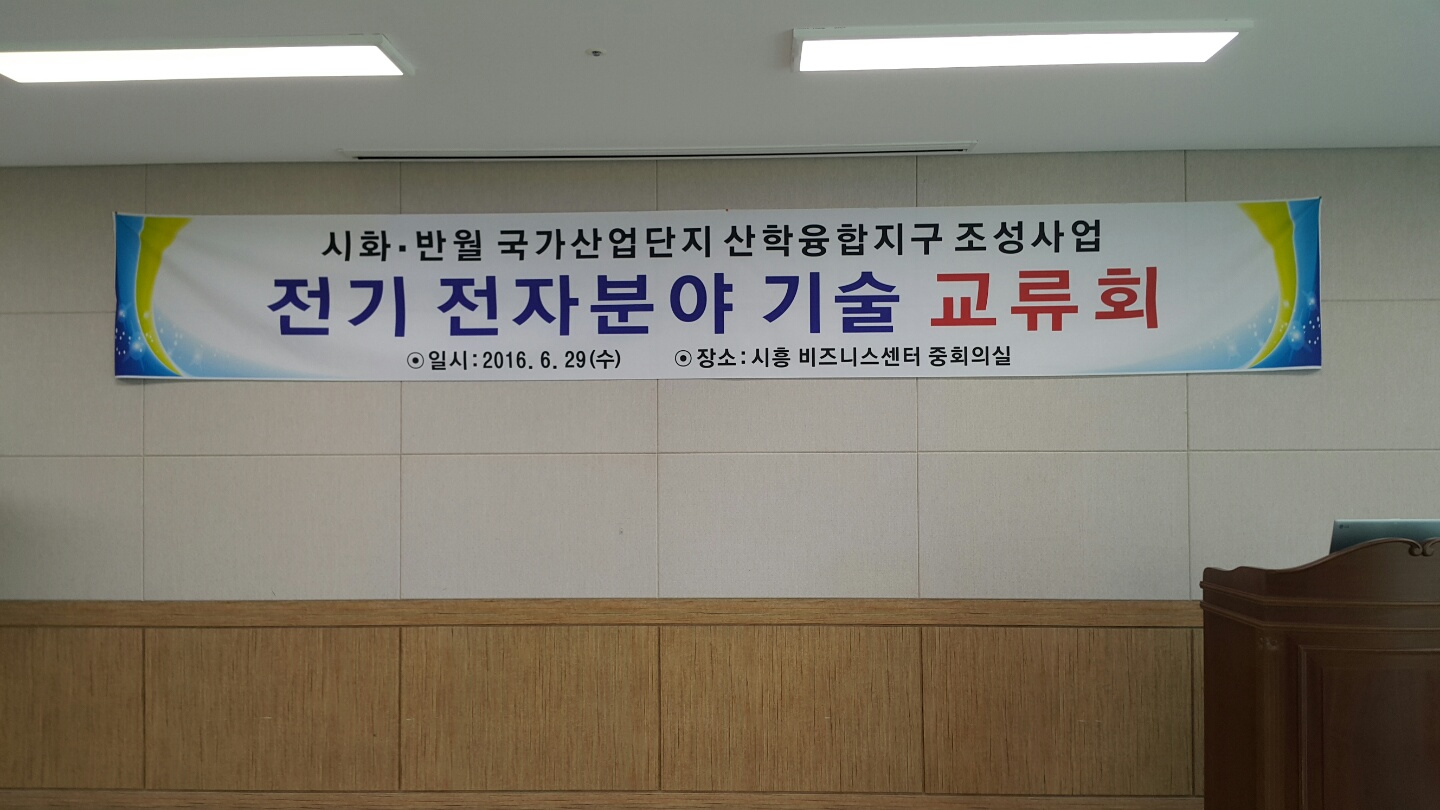 시화·반월 국가산업단지 산학융합지구 조성사업
전기 전자분야 기술 교류회
⊙일시:2016. 6. 29(수) ⊙장소:시흥 비즈니스센터 중회의실